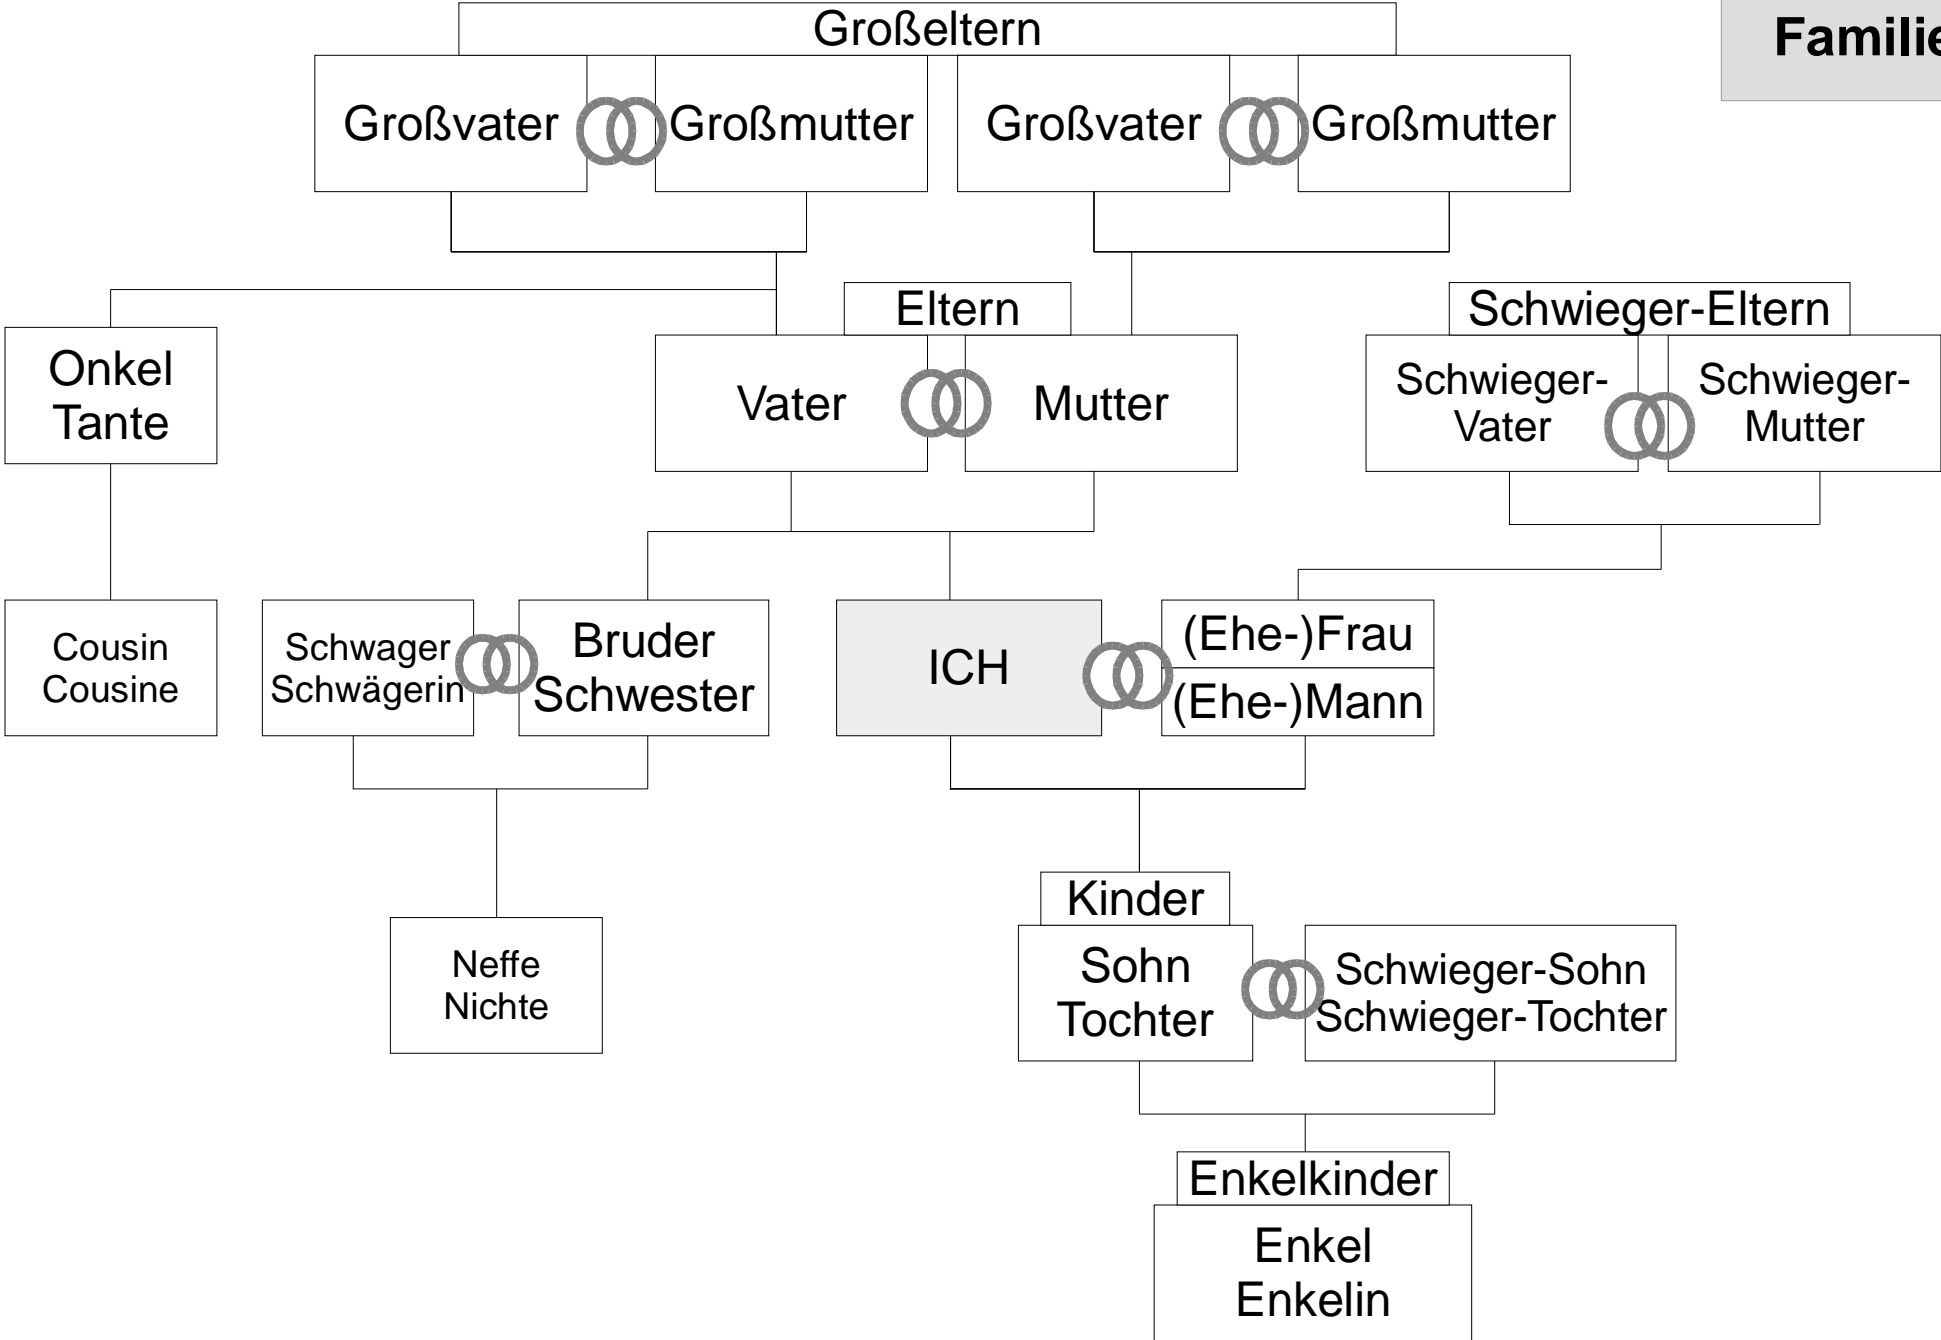 Großeltern
Familie
Großvater Großmutter Großvater Großmutter
Eltern
Schwieger-Eltern
Onkel
Tante
Vater
Mutter
Schwieger-
Vater
Schwieger-
Mutter
Cousin
Cousine
Schwager
Schwägerin
Bruder
Schwester
ICH
(Ehe-)Frau
(Ehe-)Mann
Kinder
Neffe
Nichte
Sohn
Tochter
Schwieger-Sohn
Schwieger-Tochter
Enkelkinder
Enkel
Enkelin